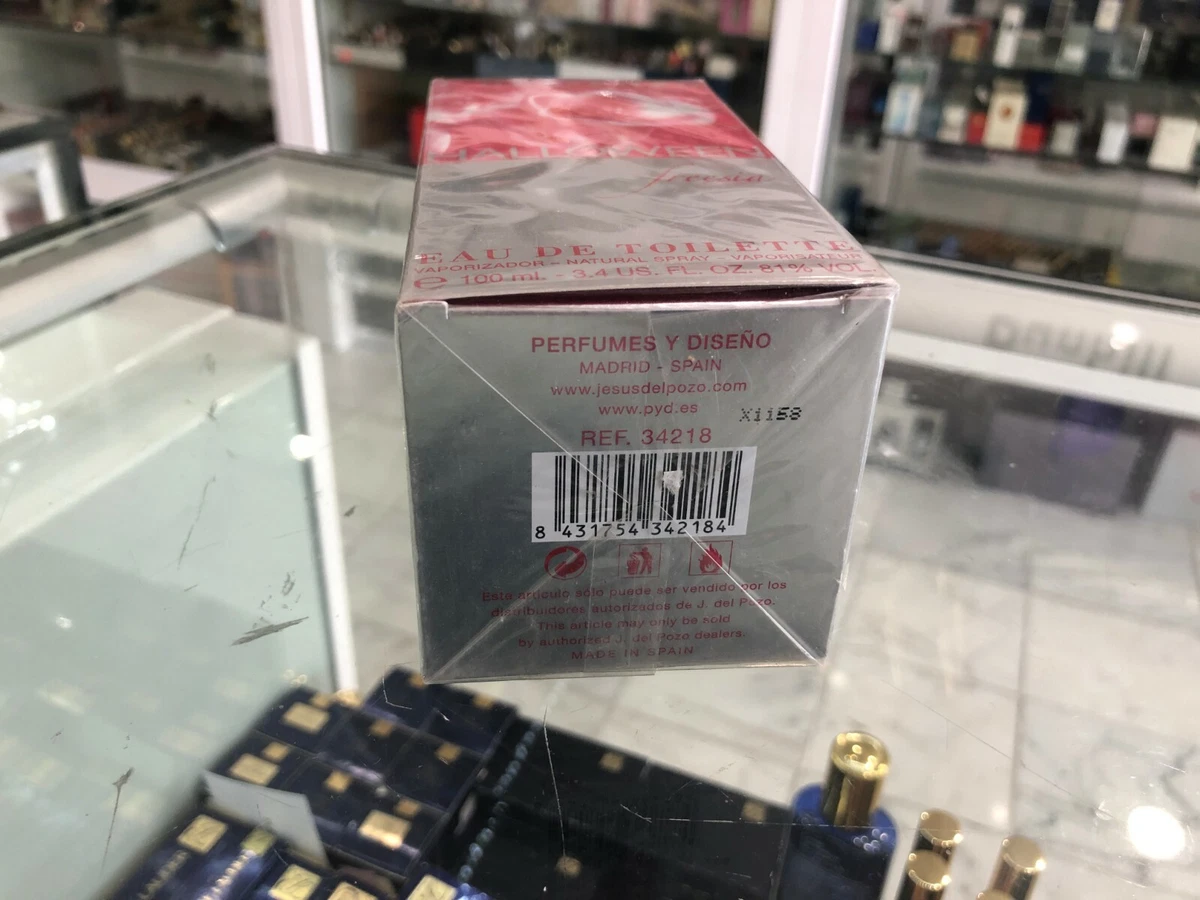 HALLOWEEN
freesia
EAU DE TOILETTE
VAPORIZADOR - NATURAL SPRAY - VAPORISATEUR
℮ 100 ml. - 3.4 US. FL. OZ. 81% VOL.
PERFUMES Y DISEÑO
MADRID - SPAIN
www.jesusdelpozo.com
www.pyd.es
X1158
REF. 34218
8 431754 342184
Este artículo sólo puede ser vendido por los
distribuidores autorizados de J. del Pozo.
This article may only be sold
by authorized J. del Pozo dealers.
MADE IN SPAIN